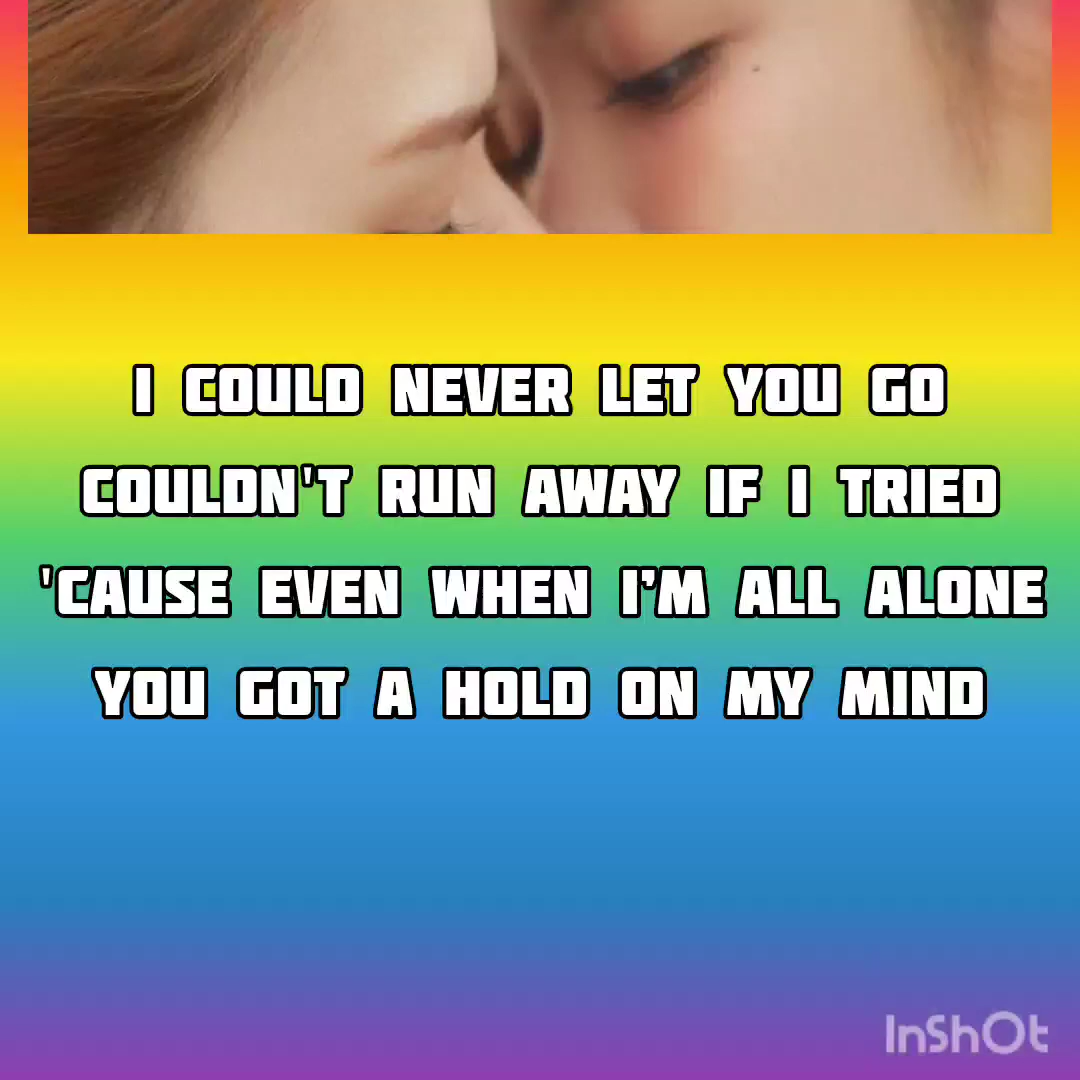 I COULD NEVER LET YOU GO
COULDN'T RUN AWAY IF I TRIED
'CAUSE EVEN WHEN I’M ALL ALONE
YOU GOT A HOLD ON MY MIND
InShOt